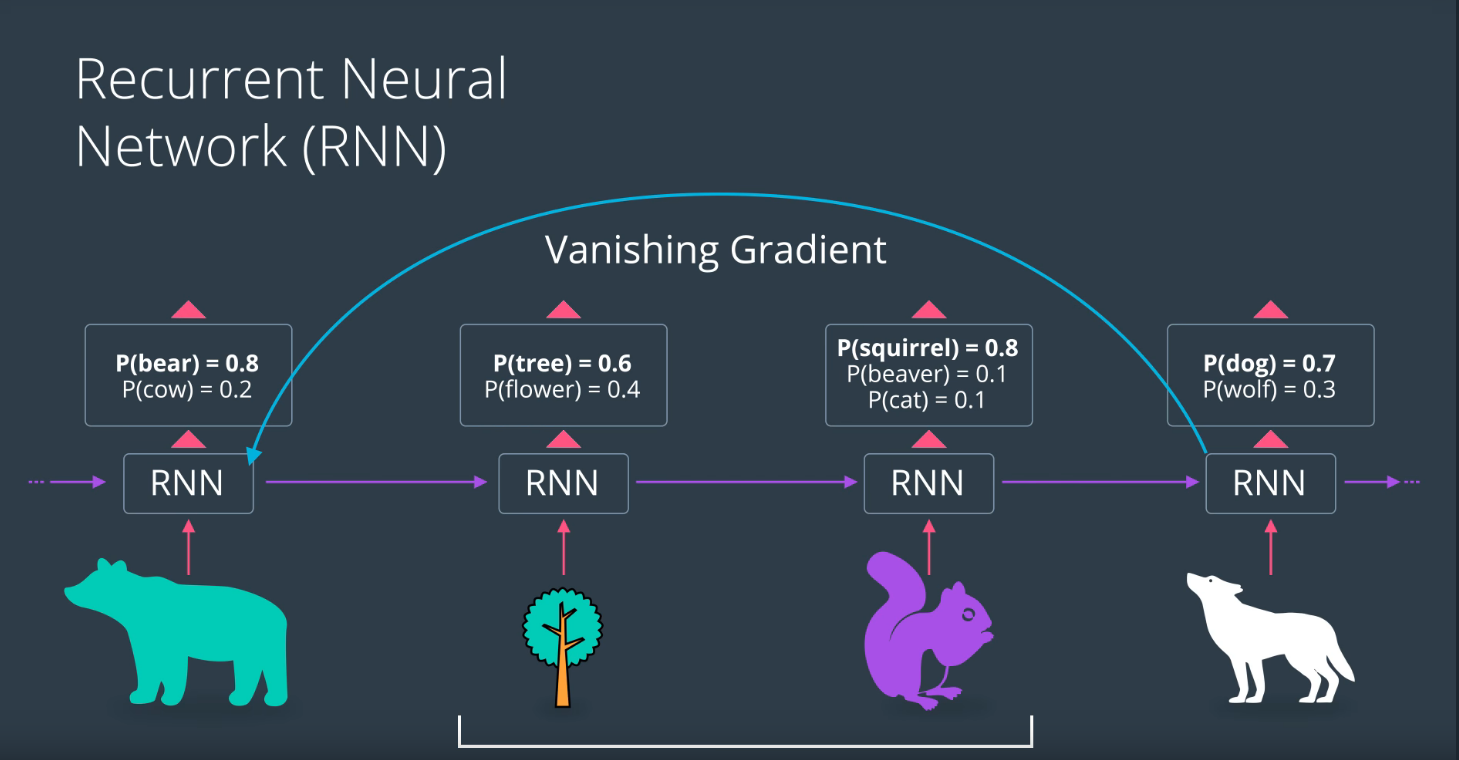 Recurrent Neural
Network (RNN)
Vanishing Gradient
P(bear) = 0.8
P(cow) = 0.2
P(tree) = 0.6
P(flower) = 0.4
P(squirrel) = 0.8
P(beaver) = 0.1
P(cat) = 0.1
P(dog) = 0.7
P(wolf) = 0.3
RNN
RNN
RNN
RNN